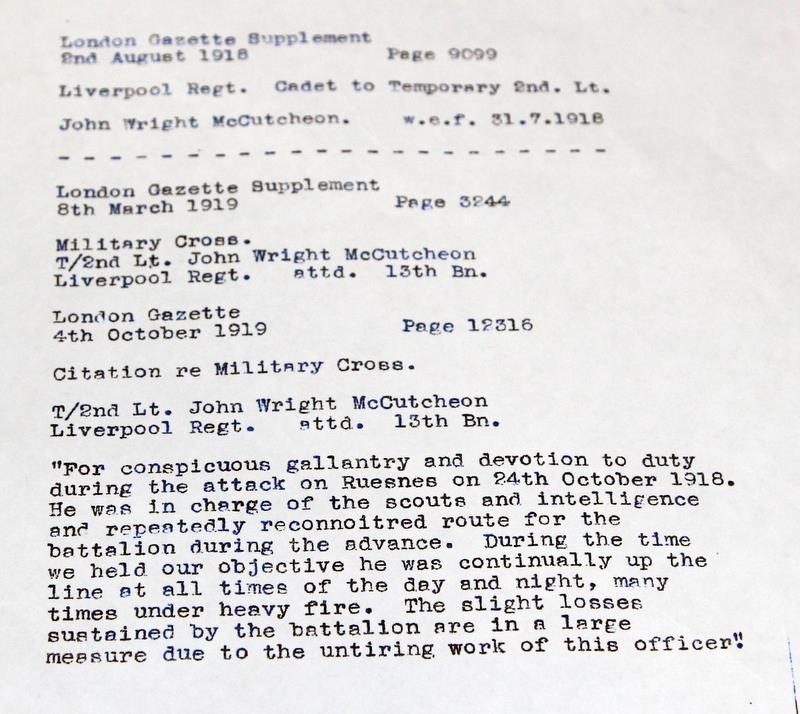 London Gazette Supplement
2nd August 1918 Page 9099
Liverpool Regt. Cadet to Temporary 2nd. Lt.
John Wright McCutcheon. w.e.f. 31.7.1918
- - - - - - - - - - - - - - - - - - - - - - - -
London Gazette Supplement
8th March 1919 Page 3244
Military Cross.
T/2nd Lt. John Wright McCutcheon
Liverpool Regt. attd. 13th Bn.
London Gazette
4th October 1919 Page 12316
Citation re Military Cross.
T/2nd Lt. John Wright McCutcheon
Liverpool Regt. attd. 13th Bn.
"For conspicuous gallantry and devotion to duty
during the attack on Ruesnes on 24th October 1918.
He was in charge of the scouts and intelligence
and repeatedly reconnoitred route for the
battalion during the advance. During the time
we held our objective he was continually up the
line at all times of the day and night, many
times under heavy fire. The slight losses
sustained by the battalion are in a large
measure due to the untiring work of this officer".